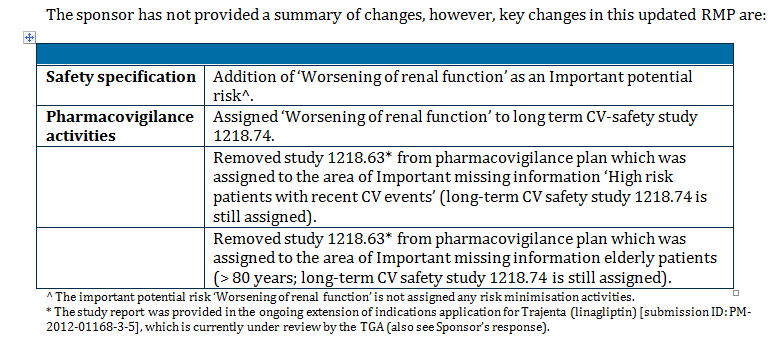 The sponsor has not provided a summary of changes, however, key changes in this updated RMP are:
Safety specification Addition of 'Worsening of renal function' as an Important potential
risk^.
Pharmacovigilance Assigned 'Worsening of renal function' to long term CV-safety study
activities 1218.74.
Removed study 1218.63* from pharmacovigilance plan which was
assigned to the area of Important missing information 'High risk
patients with recent CV events' (long-term CV safety study 1218.74 is
still assigned).
Removed study 1218.63* from pharmacovigilance plan which was
assigned to the area of Important missing information elderly patients
(> 80 years; long-term CV safety study 1218.74 is still assigned).
^ The important potential risk 'Worsening of renal function' is not assigned any risk minimisation activities.
* The study report was provided in the ongoing extension of indications application for Trajenta (linagliptin) [submission ID: PM-
2012-01168-3-5], which is currently under review by the TGA (also see Sponsor's response).